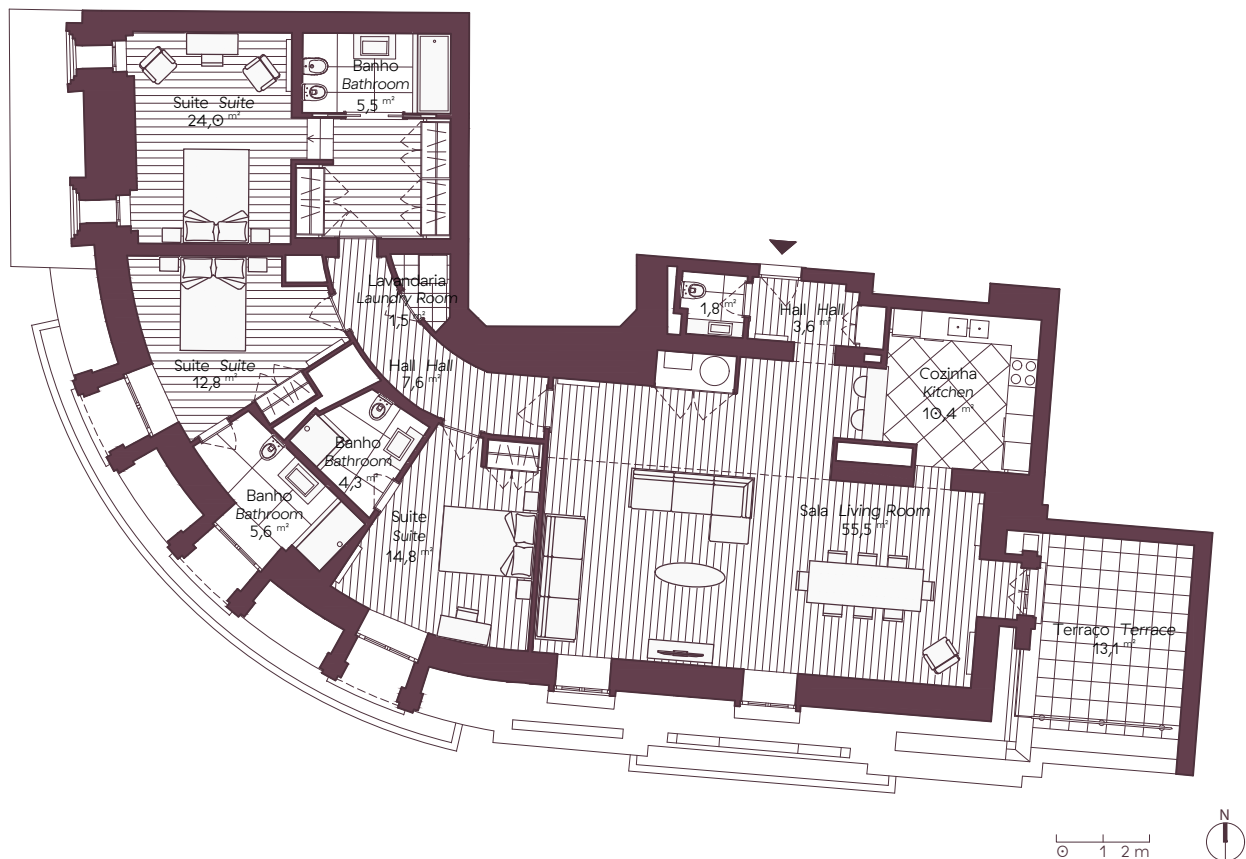 Banho
Bathroom
5,5 m²
Suite Suite
24,0 m²
Lavandaria
Laundry Room
1,5 m²
1,8 m²
Hall Hall
3,6 m²
Suite Suite
12,8 m²
Hall Hall
7,6 m²
Cozinha
Kitchen
10,4 m²
Banho
Bathroom
4,3 m²
Banho
Bathroom
5,6 m²
Suite
Suite
14,8 m²
Sala Living Room
55,5 m²
Terraço Terrace
13,1 m²
N
0 1 2 m